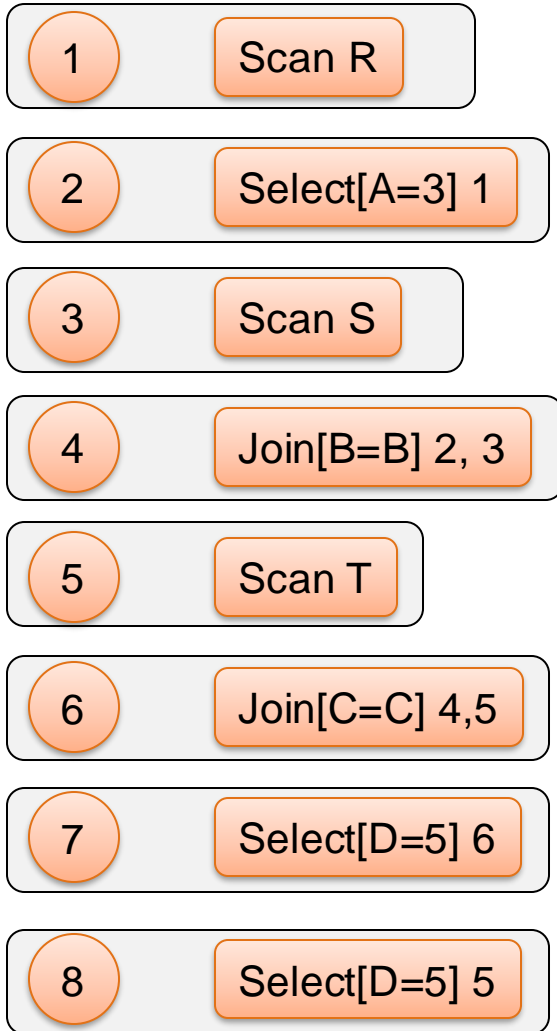 1 Scan R
2 Select[A=3] 1
3 Scan S
4 Join[B=B] 2, 3
5 Scan T
6 Join[C=C] 4,5
7 Select[D=5] 6
8 Select[D=5] 5